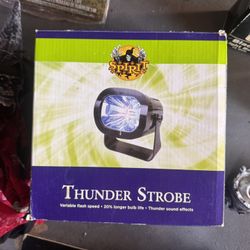 SPIRIT
THUNDER STROBE
Variable flash speed • 20% longer bulb life • Thunder sound effects